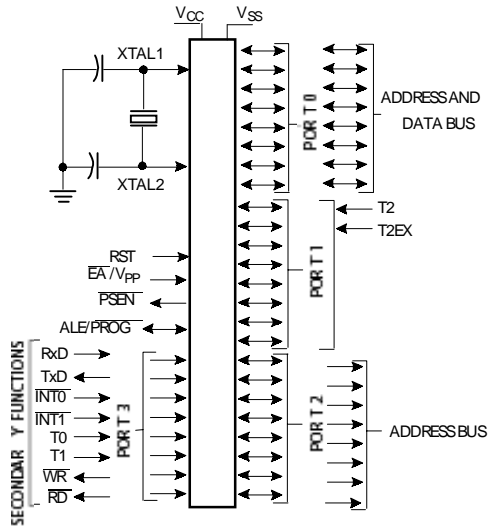 VCC VSS
XTAL1
XTAL2
PORT 0
ADDRESS AND
DATA BUS
T2
T2EX
PORT 1
RST
EA/VPP
PSEN
ALE/PROG
SECONDAR Y FUNCTIONS
RxD
TxD
INT0
INT1
T0
T1
WR
RD
PORT 3
PORT 2
ADDRESS BUS